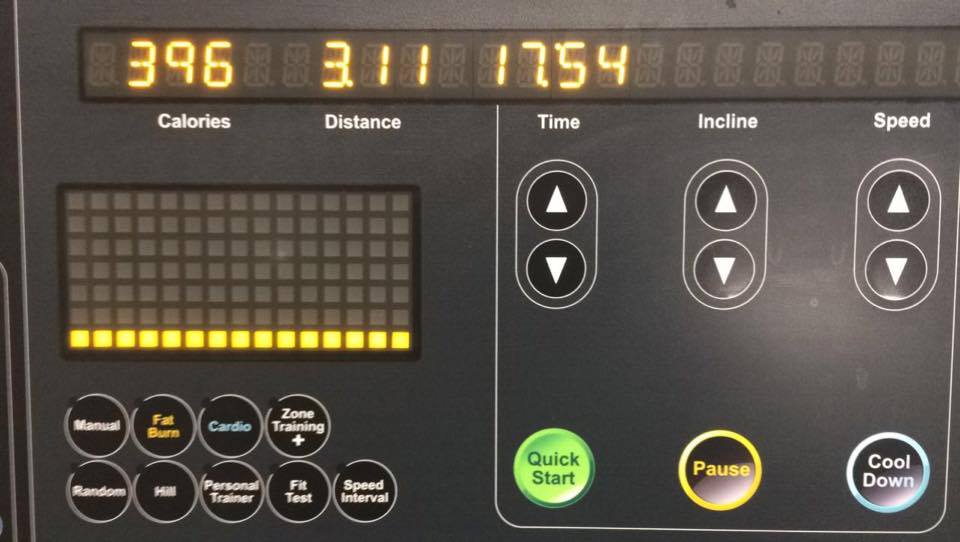 396 3.11 17:54
Calories Distance Time Incline Speed
Manual
Fat
Burn
Cardio
Zone
Training
+
Random
Hill
Personal
Trainer
Fit
Test
Speed
Interval
Quick
Start
Pause
Cool
Down